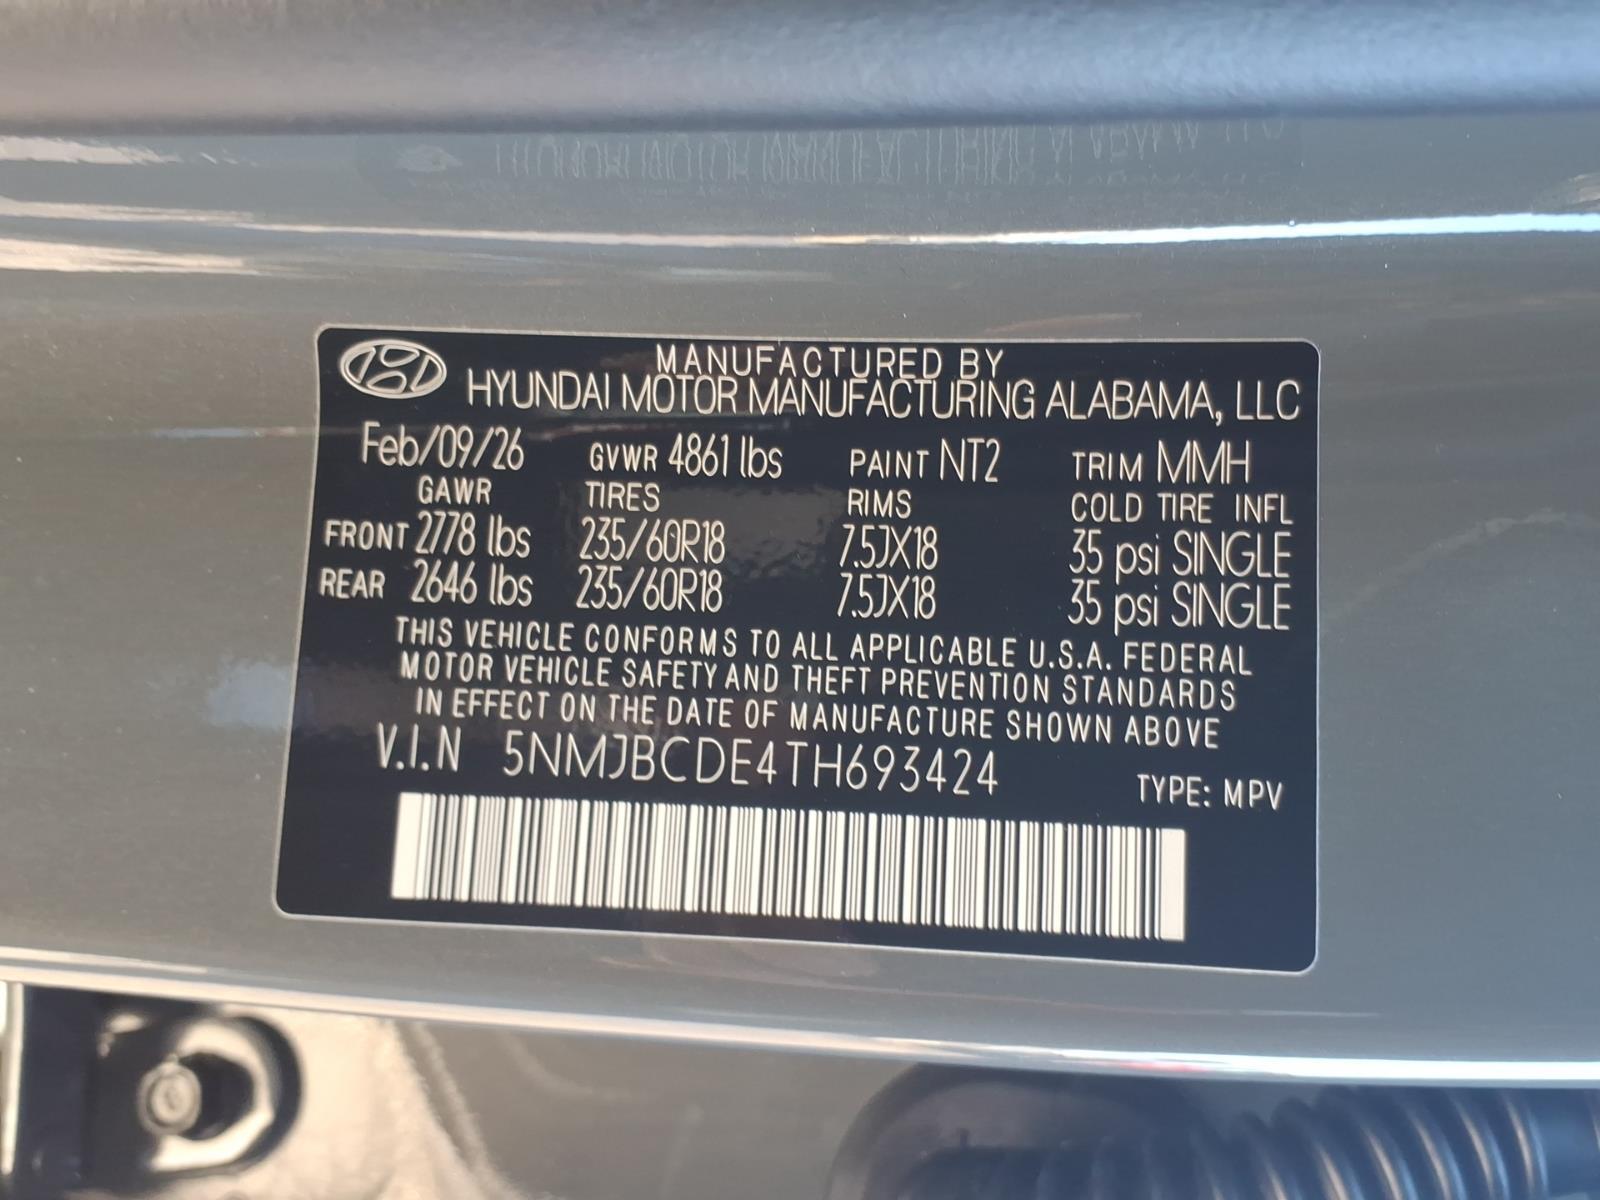 MANUFACTURED BY
HYUNDAI MOTOR MANUFACTURING ALABAMA, LLC
Feb/09/26 GVWR 4861 lbs PAINT NT2 TRIM MMH
GAWR TIRES RIMS COLD TIRE INFL
FRONT 2778 lbs 235/60R18 7.5JX18 35 psi SINGLE
REAR 2646 lbs 235/60R18 7.5JX18 35 psi SINGLE
THIS VEHICLE CONFORMS TO ALL APPLICABLE U.S.A. FEDERAL
MOTOR VEHICLE SAFETY AND THEFT PREVENTION STANDARDS
IN EFFECT ON THE DATE OF MANUFACTURE SHOWN ABOVE
V.I.N 5NMJBCDE4TH693424 TYPE: MPV